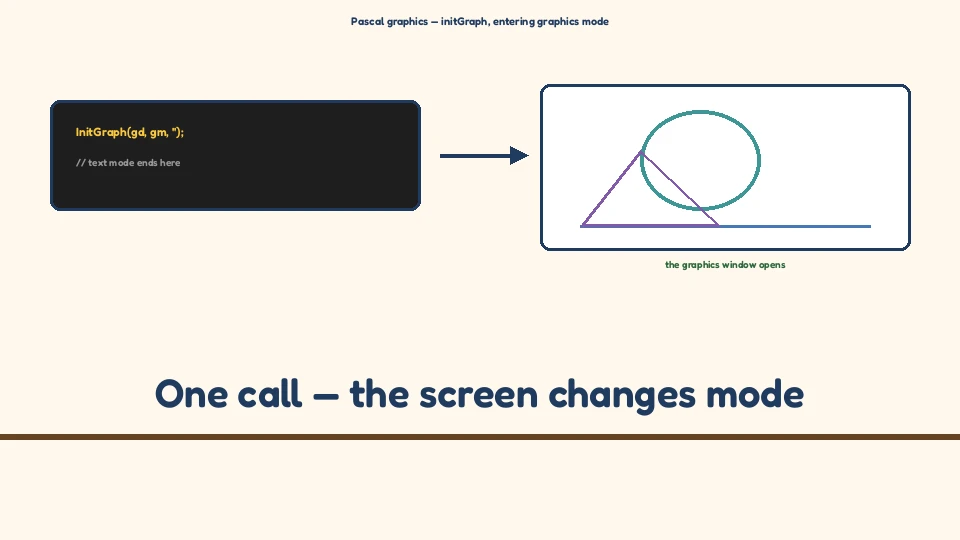 Pascal graphics — initGraph, entering graphics mode
InitGraph(gd, gm, '');
// text mode ends here
the graphics window opens
One call — the screen changes mode